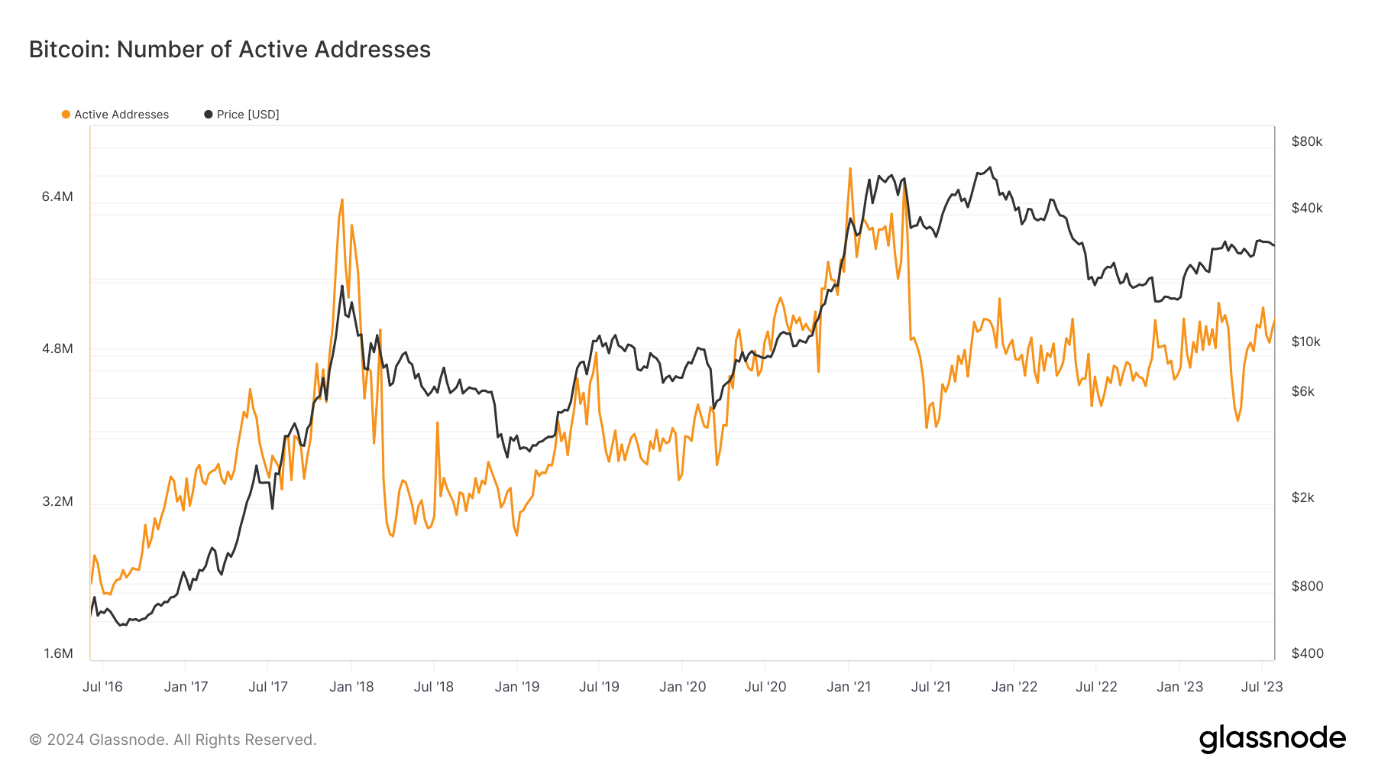 Bitcoin: Number of Active Addresses
Active Addresses Price [USD]
$80k
6.4M
$40k
4.8M
$10k
$6k
3.2M
$2k
$800
1.6M
$400
Jul '16 Jan '17 Jul '17 Jan '18 Jul '18 Jan '19 Jul '19 Jan '20 Jul '20 Jan '21 Jul '21 Jan '22 Jul '22 Jan '23 Jul '23
© 2024 Glassnode. All Rights Reserved.
glassnode